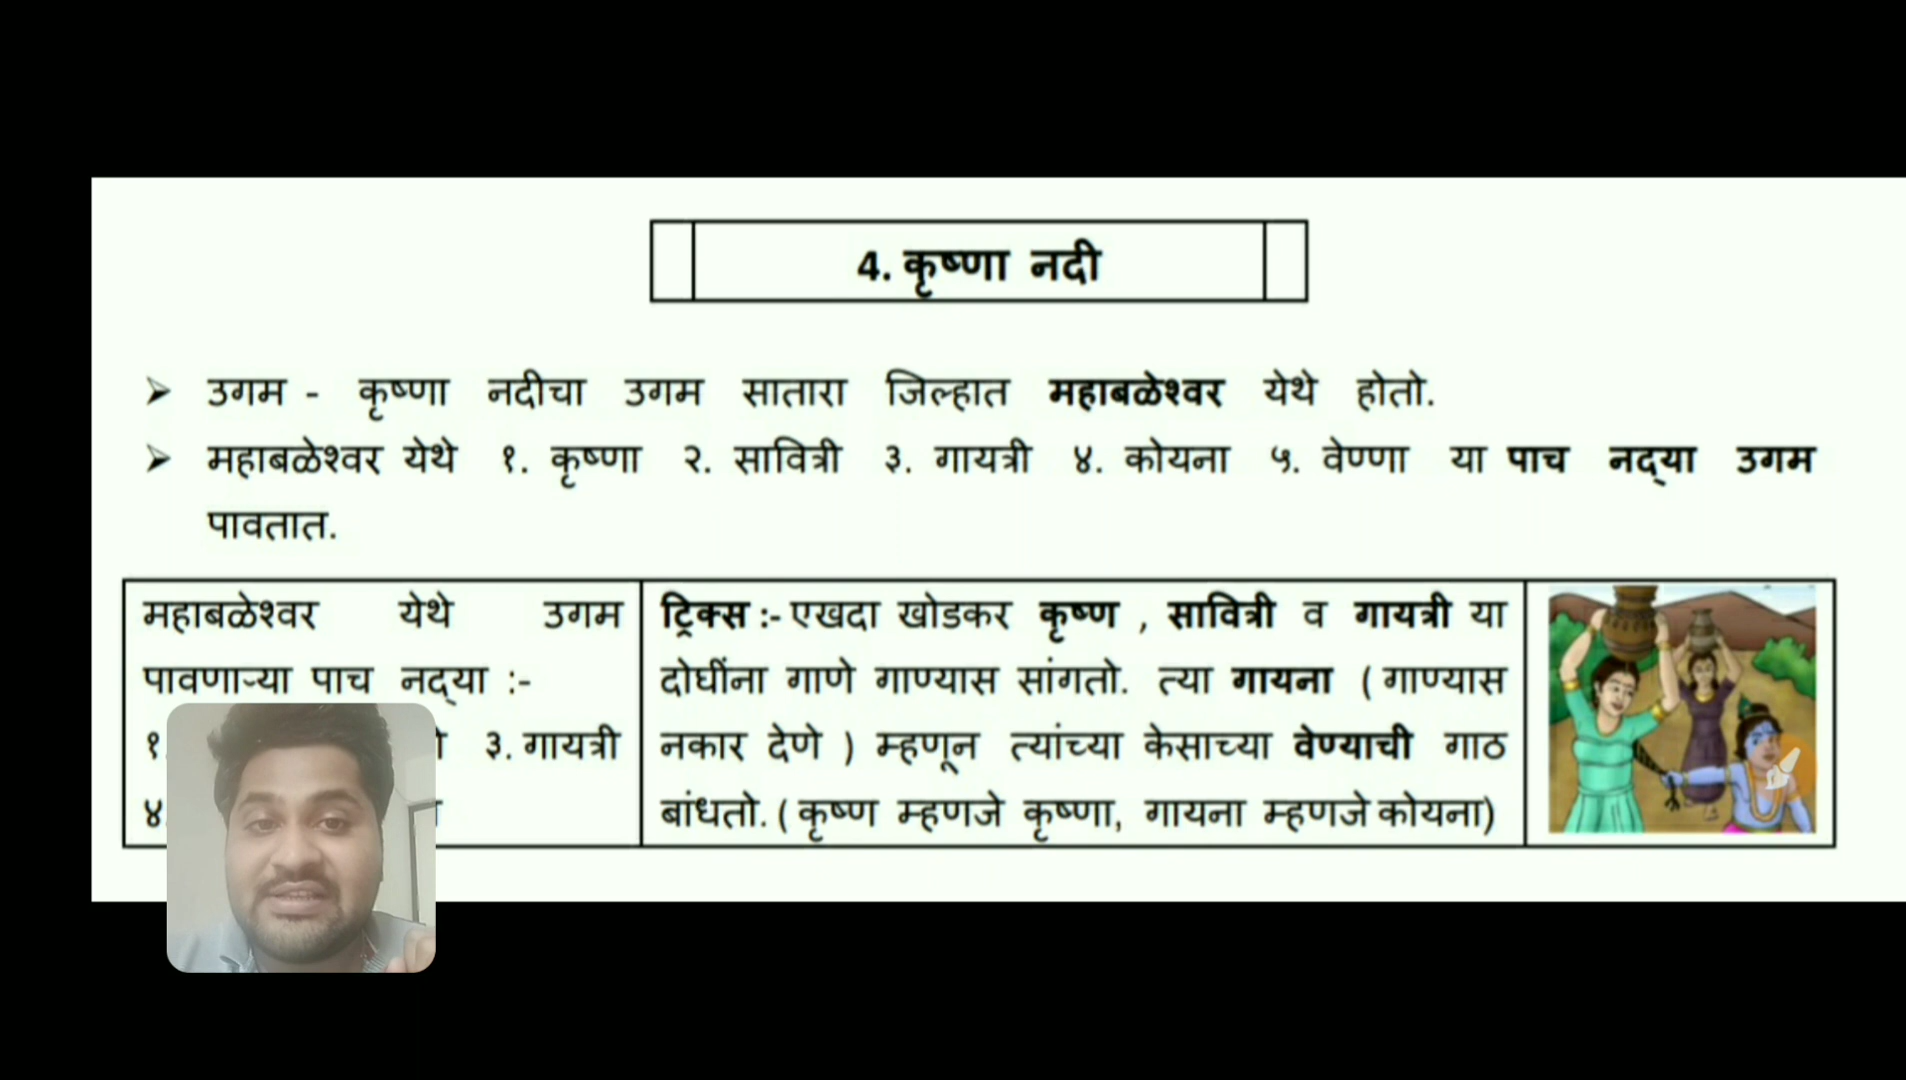 4. कृष्णा नदी
➢ उगम - कृष्णा नदीचा उगम सातारा जिल्हात महाबळेश्वर येथे होतो.
➢ महाबळेश्वर येथे १. कृष्णा २. सावित्री ३. गायत्री ४. कोयना ५. वेण्णा या पाच नद्‌या उगम
पावतात.
महाबळेश्वर येथे उगम
पावणाऱ्या पाच नद्‌या :-
१. ३. गायत्री
४
ट्रिक्स :- एखदा खोडकर कृष्ण , सावित्री व गायत्री या
दोघींना गाणे गाण्यास सांगतो. त्या गायना ( गाण्यास
नकार देणे ) म्हणून त्यांच्या केसाच्या वेण्याची गाठ
बांधतो. ( कृष्ण म्हणजे कृष्णा, गायना म्हणजे कोयना)